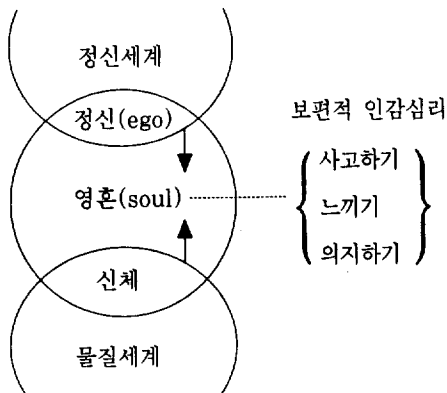 정신세계
정신(ego)
보편적 인감심리
사고하기
영혼(soul)
느끼기
의지하기
신체
물질세계